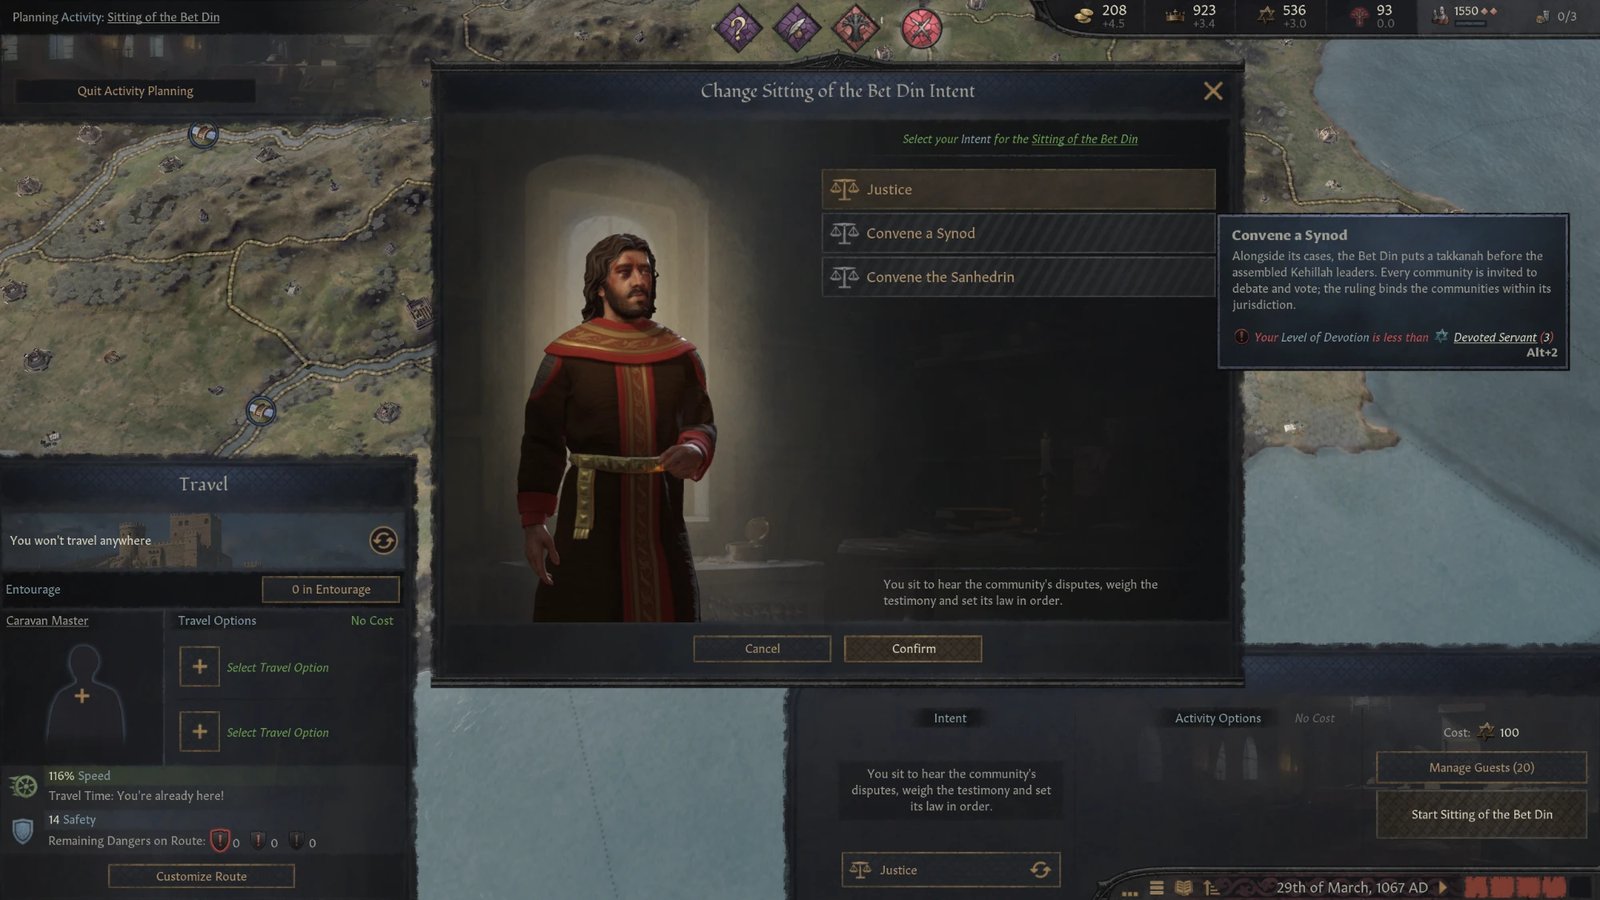 Planning Activity: Sitting of the Bet Din
208
+4.5
923
+3.4
536
+3.0
93
0.0
1550
0/3
Quit Activity Planning
Change Sitting of the Bet Din Intent
Select your Intent for the Sitting of the Bet Din
Justice
Convene a Synod
Convene the Sanhedrin
Convene a Synod
Alongside its cases, the Bet Din puts a takkanah before the
assembled Kehillah leaders. Every community is invited to
debate and vote; the ruling binds the communities within its
jurisdiction.
Your Level of Devotion is less than Devoted Servant (3)
Alt+2
You sit to hear the community's disputes, weigh the
testimony and set its law in order.
Cancel
Confirm
Travel
You won't travel anywhere
Entourage
0 in Entourage
Caravan Master
Travel Options
No Cost
Select Travel Option
Select Travel Option
116% Speed
Travel Time: You're already here!
14 Safety
Remaining Dangers on Route: 0 0 0
Customize Route
Intent
You sit to hear the community's
disputes, weigh the testimony and set
its law in order.
Justice
Activity Options
No Cost
Cost: 100
Manage Guests (20)
Start Sitting of the Bet Din
29th of March, 1067 AD